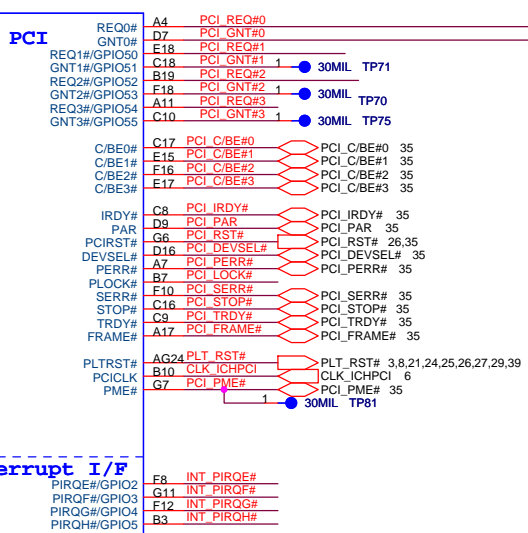 PCI
REQ0# A4 PCI_REQ#0
GNT0# D7 PCI_GNT#0
REQ1#/GPIO50 E18 PCI_REQ#1
GNT1#/GPIO51 C18 PCI_GNT#1 1 30MIL TP71
REQ2#/GPIO52 B19 PCI_REQ#2
GNT2#/GPIO53 F18 PCI_GNT#2 1 30MIL TP70
REQ3#/GPIO54 A11 PCI_REQ#3
GNT3#/GPIO55 C10 PCI_GNT#3 1 30MIL TP75
C/BE0# C17 PCI_C/BE#0 PCI_C/BE#0 35
C/BE1# E15 PCI_C/BE#1 PCI_C/BE#1 35
C/BE2# F16 PCI_C/BE#2 PCI_C/BE#2 35
C/BE3# E17 PCI_C/BE#3 PCI_C/BE#3 35
IRDY# C8 PCI_IRDY# PCI_IRDY# 35
PAR D9 PCI_PAR PCI_PAR 35
PCIRST# G6 PCI_RST# PCI_RST# 26,35
DEVSEL# D16 PCI_DEVSEL# PCI_DEVSEL# 35
PERR# A7 PCI_PERR# PCI_PERR# 35
PLOCK# B7 PCI_LOCK#
SERR# F10 PCI_SERR# PCI_SERR# 35
STOP# C16 PCI_STOP# PCI_STOP# 35
TRDY# C9 PCI_TRDY# PCI_TRDY# 35
FRAME# A17 PCI_FRAME# PCI_FRAME# 35
PLTRST# AG24 PLT_RST# PLT_RST# 3,8,21,24,25,26,27,29,39
PCICLK B10 CLK_ICHPCI CLK_ICHPCI 6
PME# G7 PCI_PME# PCI_PME# 35
1 30MIL TP81
errupt I/F
PIRQE#/GPIO2 F8 INT_PIRQE#
PIRQF#/GPIO3 G11 INT_PIRQF#
PIRQG#/GPIO4 F12 INT_PIRQG#
PIRQH#/GPIO5 B3 INT_PIRQH#